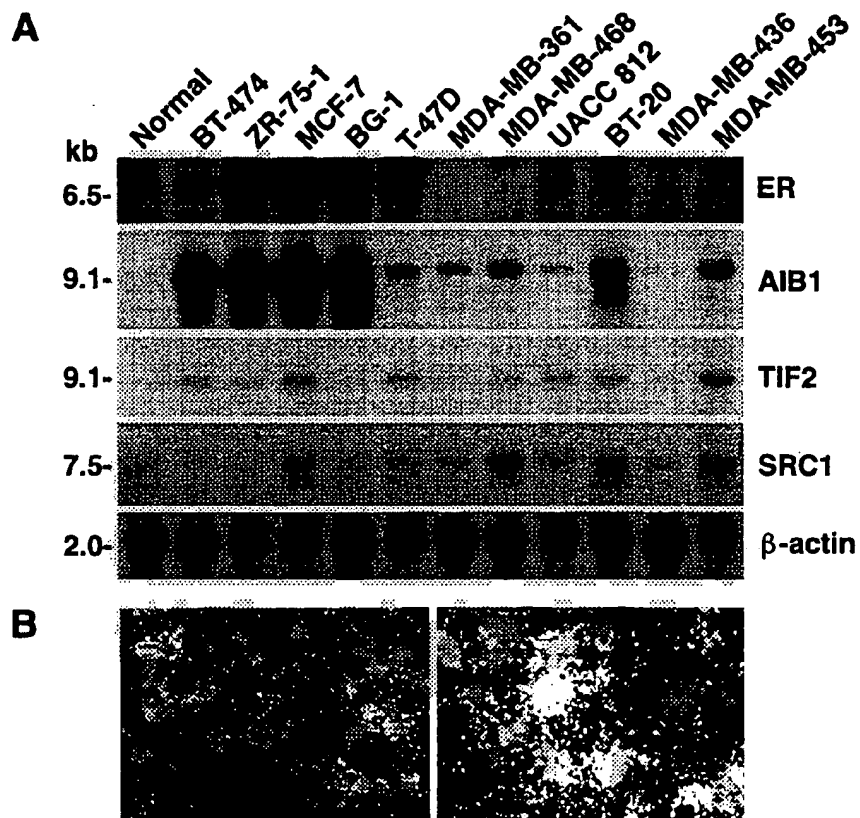 A
Normal
BT-474
ZR-75-1
MCF-7
BG-1
T-47D
MDA-MB-361
MDA-MB-468
UACC 812
BT-20
MDA-MB-436
MDA-MB-453
kb
6.5- ER
9.1- AIB1
9.1- TIF2
7.5- SRC1
2.0- β-actin
B